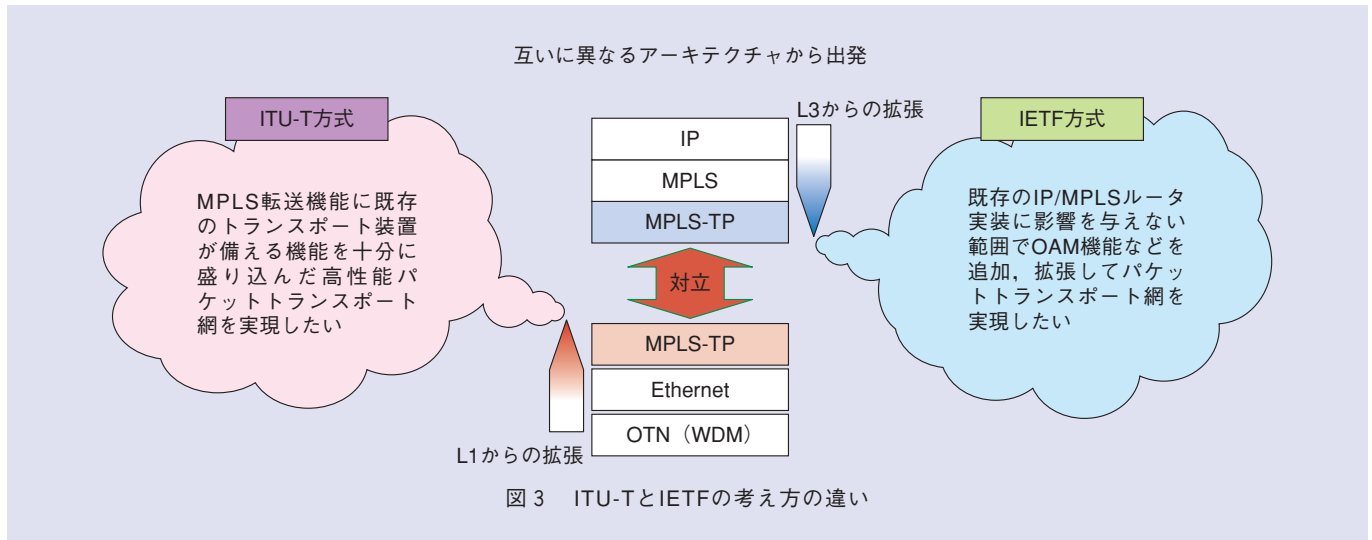 互いに異なるアーキテクチャから出発
ITU-T方式
MPLS転送機能に既存
のトランスポート装置
が備える機能を十分に
盛り込んだ高性能パ
ケットトランスポート
網を実現したい
L3からの拡張
IP
MPLS
MPLS-TP
対立
MPLS-TP
Ethernet
OTN（WDM）
L1からの拡張
IETF方式
既存のIP/MPLSルータ
実装に影響を与えない
範囲でOAM機能などを
追加，拡張してパケッ
トトランスポート網を
実現したい
図3 ITU-TとIETFの考え方の違い